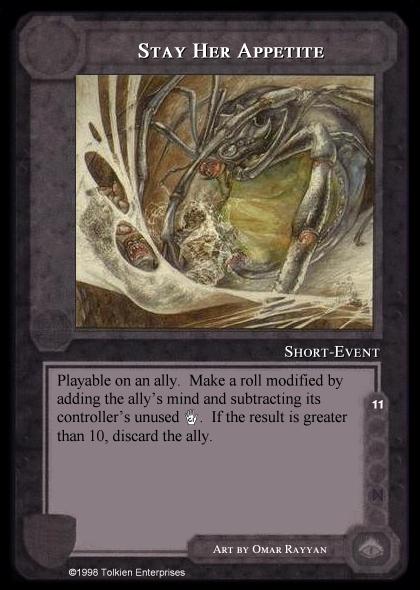 Stay Her Appetite
Short-Event
Playable on an ally. Make a roll modified by
adding the ally's mind and subtracting its
controller's unused . If the result is greater
than 10, discard the ally.
11
N
Art by Omar Rayyan
©1998 Tolkien Enterprises